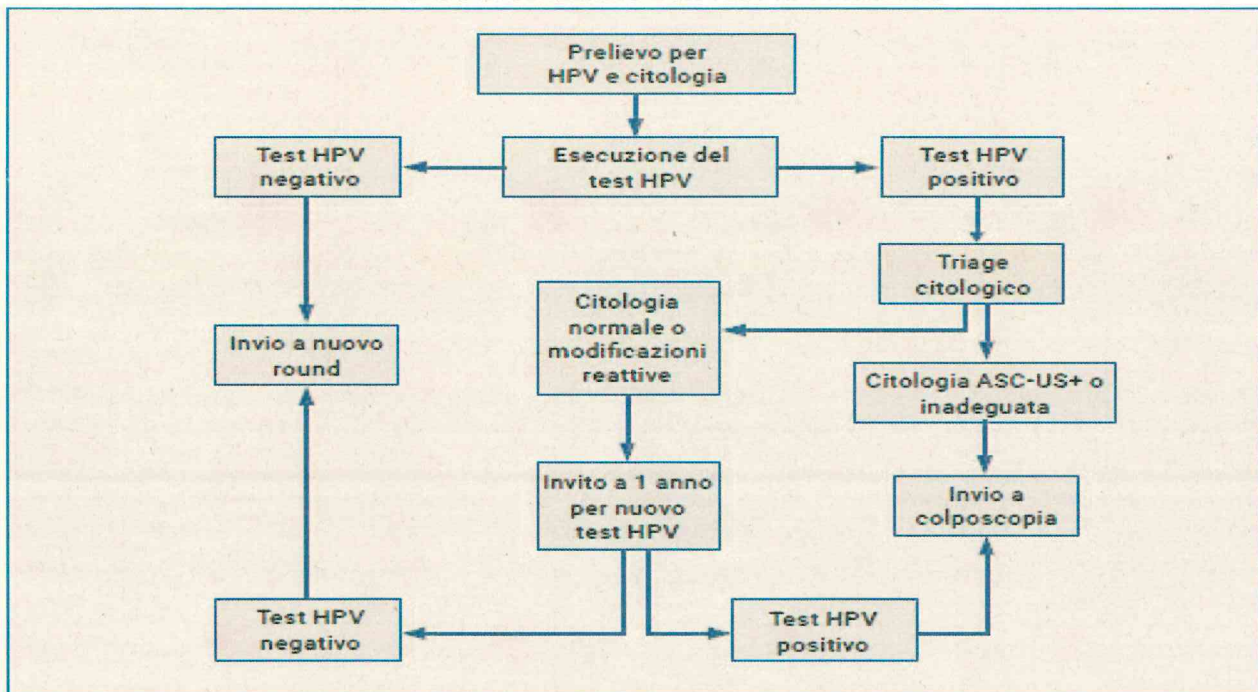 Prelievo per
HPV e citologia
Test HPV
negativo
Esecuzione del
test HPV
Test HPV
positivo
Triage
citologico
Citologia
normale o
modificazioni
reattive
Invio a nuovo
round
Citologia ASC-US+ o
inadeguata
Invito a 1 anno
per nuovo
test HPV
Invio a
colposcopia
Test HPV
negativo
Test HPV
positivo